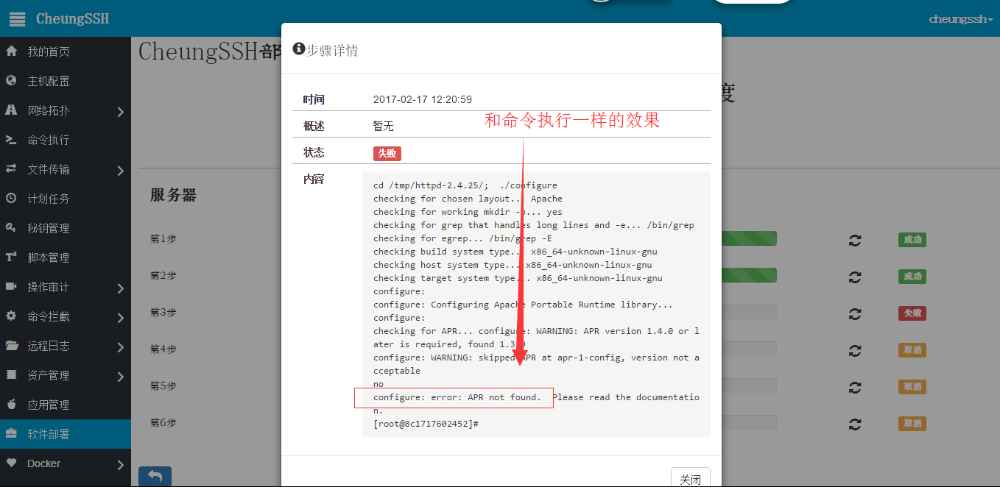 CheungSSH
cheungssh
我的首页
主机配置
网络拓扑
命令执行
文件传输
计划任务
秘钥管理
脚本管理
操作审计
命令拦截
远程日志
资产管理
应用管理
软件部署
Docker
CheungSSH部
度
服务器
第1步
成功
第2步
成功
第3步
失败
第4步
取消
第5步
取消
第6步
取消
步骤详情
时间 2017-02-17 12:20:59
和命令执行一样的效果
概述 暂无
状态 失败
内容
cd /tmp/httpd-2.4.25/;  ./configure
checking for chosen layout... Apache
checking for working mkdir -p... yes
checking for grep that handles long lines and -e... /bin/grep
checking for egrep... /bin/grep -E
checking build system type... x86_64-unknown-linux-gnu
checking host system type... x86_64-unknown-linux-gnu
checking target system type... x86_64-unknown-linux-gnu
configure:
configure: Configuring Apache Portable Runtime library...
configure:
checking for APR... configure: WARNING: APR version 1.4.0 or l
ater is required, found 1.3.9
configure: WARNING: skipped APR at apr-1-config, version not a
cceptable
no
configure: error: APR not found.  Please read the documentatio
n.
[root@8c1717602452]#
关闭